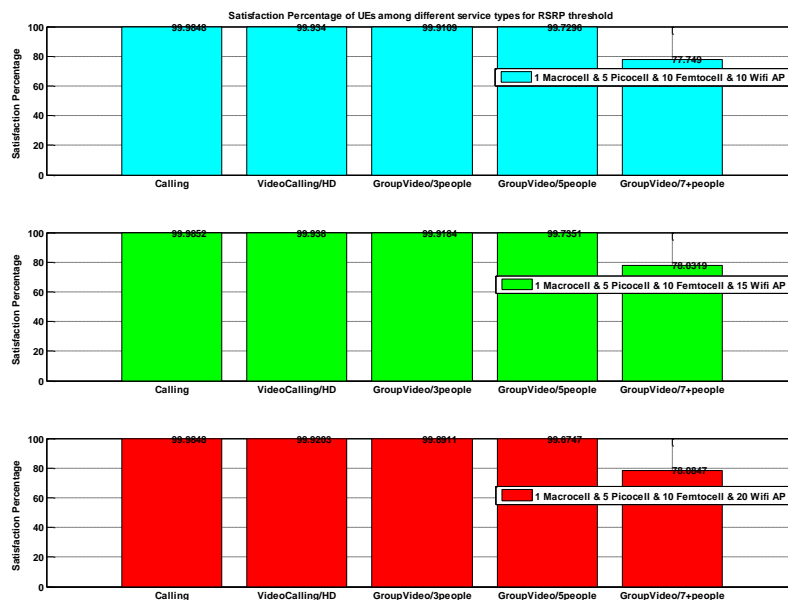 Satisfaction Percentage of UEs among different service types for RSRP threshold
Satisfaction Percentage
100
80
60
40
20
0
99.9848
99.934
99.9109
99.7296
77.749
1 Macrocell & 5 Picocell & 10 Femtocell & 10 Wifi AP
Calling
VideoCalling/HD
GroupVideo/3people
GroupVideo/5people
GroupVideo/7+people
Satisfaction Percentage
100
80
60
40
20
0
99.9852
99.938
99.9184
99.7351
78.0319
1 Macrocell & 5 Picocell & 10 Femtocell & 15 Wifi AP
Calling
VideoCalling/HD
GroupVideo/3people
GroupVideo/5people
GroupVideo/7+people
Satisfaction Percentage
100
80
60
40
20
0
99.9848
1 Macrocell & 5 Picocell & 10 Femtocell & 20 Wifi AP
Calling
VideoCalling/HD
GroupVideo/3people
GroupVideo/5people
GroupVideo/7+people